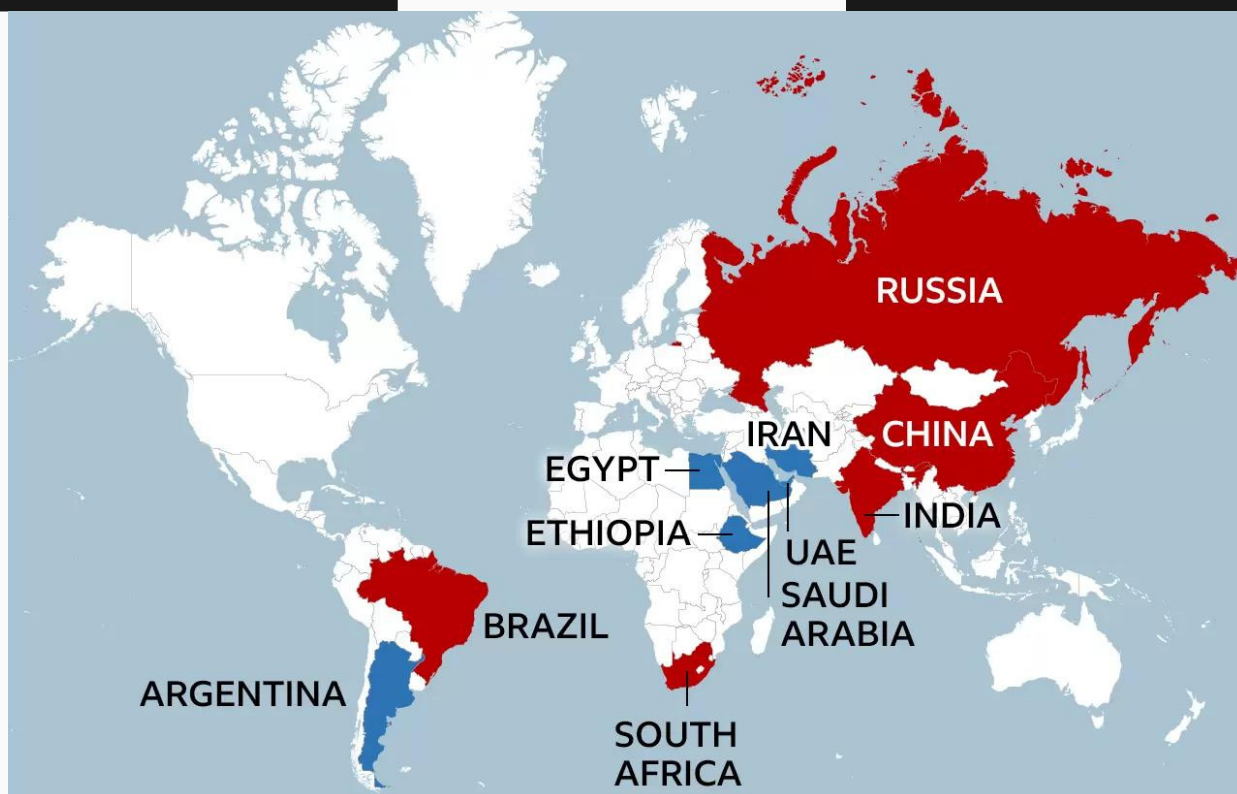 RUSSIA
IRAN
CHINA
EGYPT
INDIA
ETHIOPIA
UAE
SAUDI
ARABIA
BRAZIL
ARGENTINA
SOUTH
AFRICA